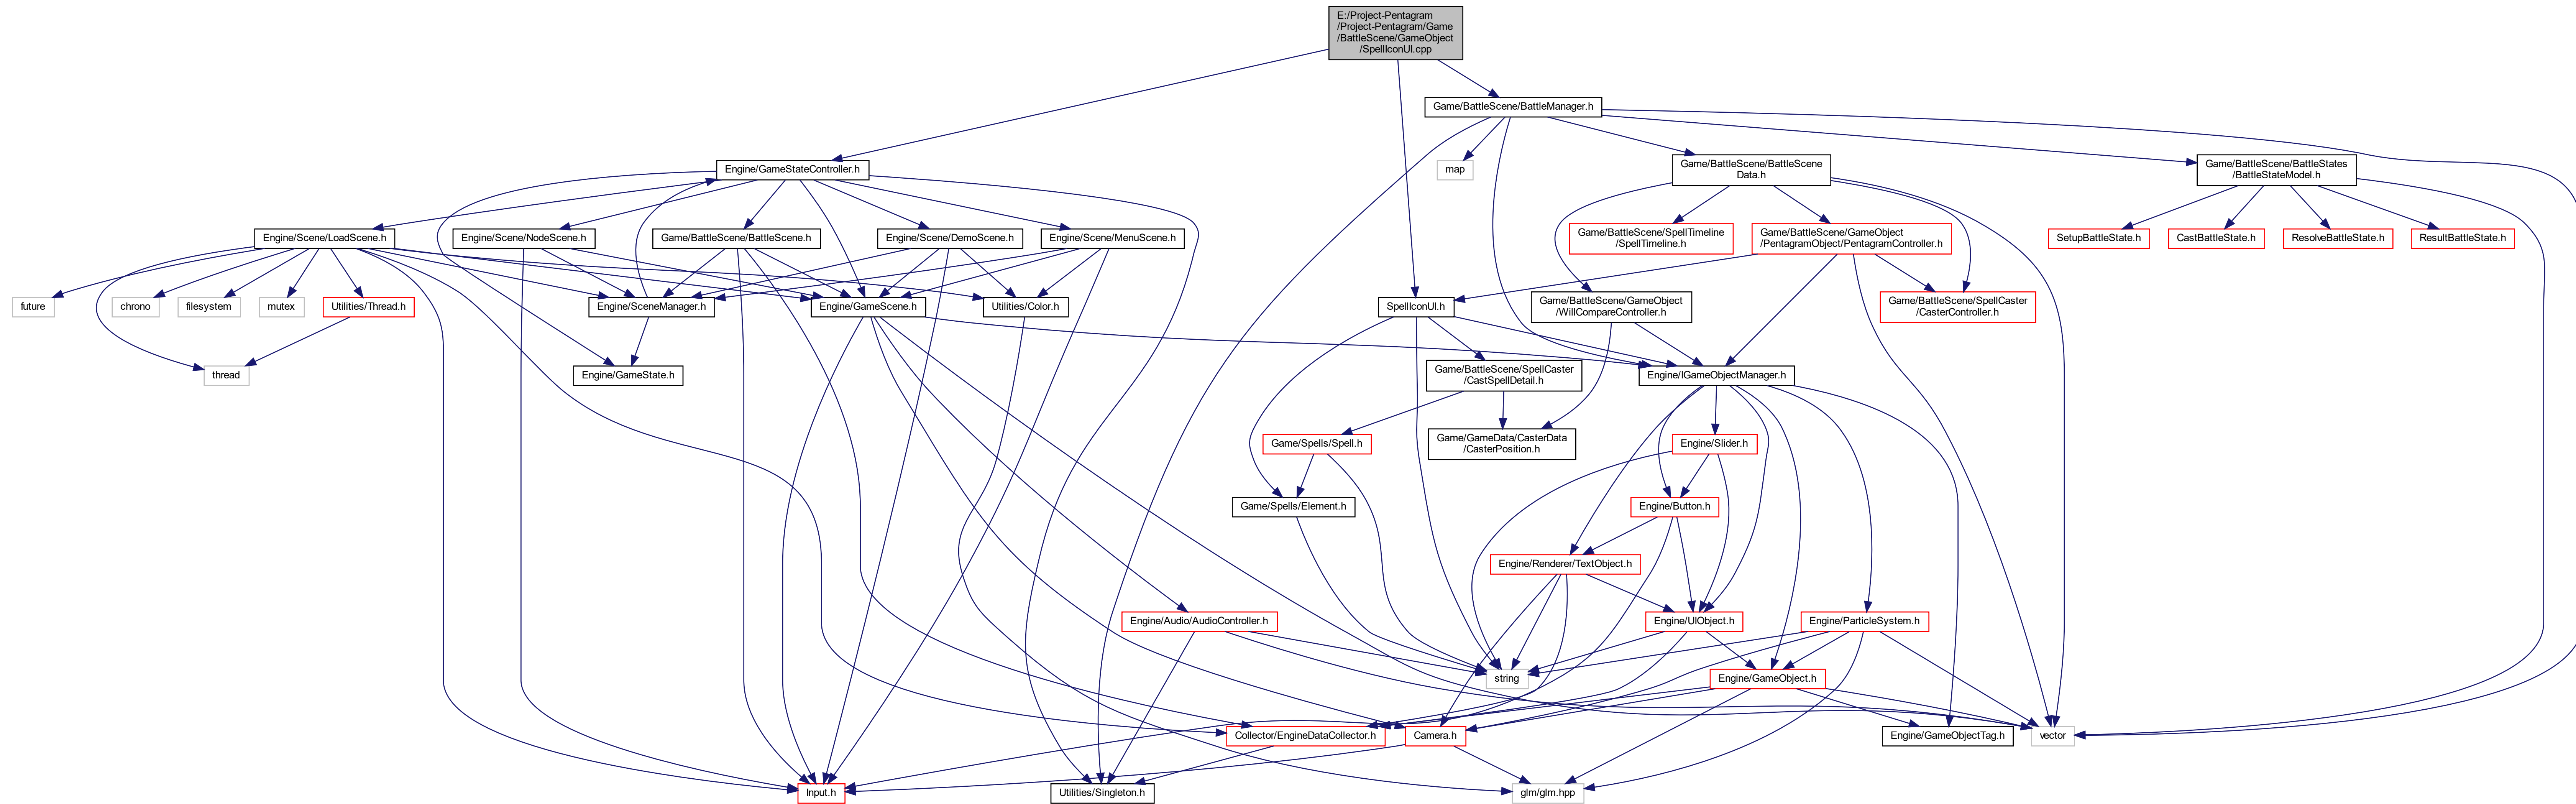 E:/Project-Pentagram
/Project-Pentagram/Game
/BattleScene/GameObject
/SpellIconUI.cpp
Game/BattleScene/BattleManager.h
Engine/GameStateController.h
map
Game/BattleScene/BattleScene
Data.h
Game/BattleScene/BattleStates
/BattleStateModel.h
Engine/Scene/LoadScene.h
Engine/Scene/NodeScene.h
Game/BattleScene/BattleScene.h
Engine/Scene/DemoScene.h
Engine/Scene/MenuScene.h
Game/BattleScene/SpellTimeline
/SpellTimeline.h
Game/BattleScene/GameObject
/PentagramObject/PentagramController.h
SetupBattleState.h
CastBattleState.h
ResolveBattleState.h
ResultBattleState.h
future
chrono
filesystem
mutex
Utilities/Thread.h
Engine/SceneManager.h
Engine/GameScene.h
Utilities/Color.h
SpellIconUI.h
Game/BattleScene/GameObject
/WillCompareController.h
Game/BattleScene/SpellCaster
/CasterController.h
thread
Engine/GameState.h
Game/BattleScene/SpellCaster
/CastSpellDetail.h
Engine/IGameObjectManager.h
Game/Spells/Spell.h
Game/GameData/CasterData
/CasterPosition.h
Engine/Slider.h
Game/Spells/Element.h
Engine/Button.h
Engine/Renderer/TextObject.h
Engine/Audio/AudioController.h
Engine/UIObject.h
Engine/ParticleSystem.h
string
Engine/GameObject.h
Collector/EngineDataCollector.h
Camera.h
Engine/GameObjectTag.h
vector
Input.h
Utilities/Singleton.h
glm/glm.hpp